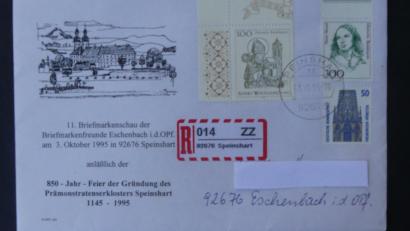 100
300
50
SPEINSHART
11. Briefmarkenschau der
Briefmarkenfreunde Eschenbach i.d.OPf.
am 3. Oktober 1995 in 92676 Speinshart
anläßlich der
850 - Jahr - Feier der Gründung des
Prämonstratenserklosters Speinshart
1145 - 1995
R
014 ZZ
92676 Speinshart
92676 Eschenbach i. d. OPf.